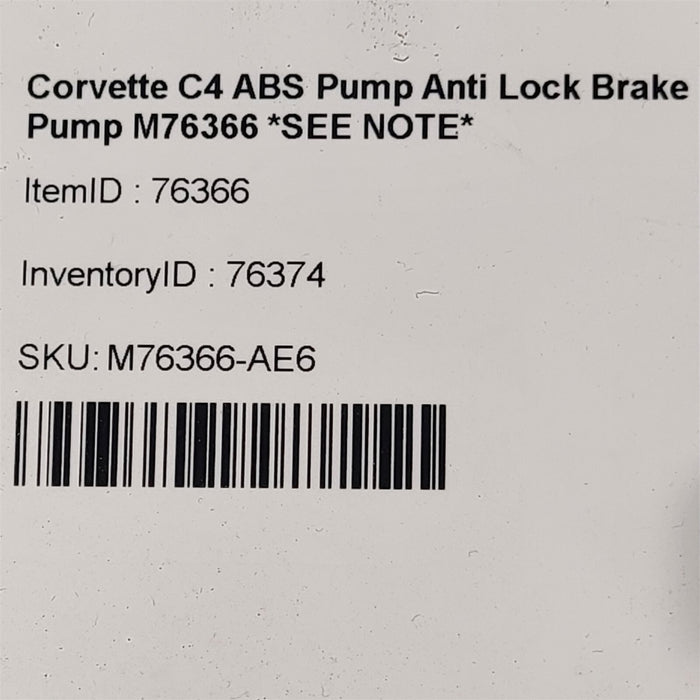 Corvette C4 ABS Pump Anti Lock Brake
Pump M76366 *SEE NOTE*
ItemID : 76366
InventoryID : 76374
SKU: M76366-AE6